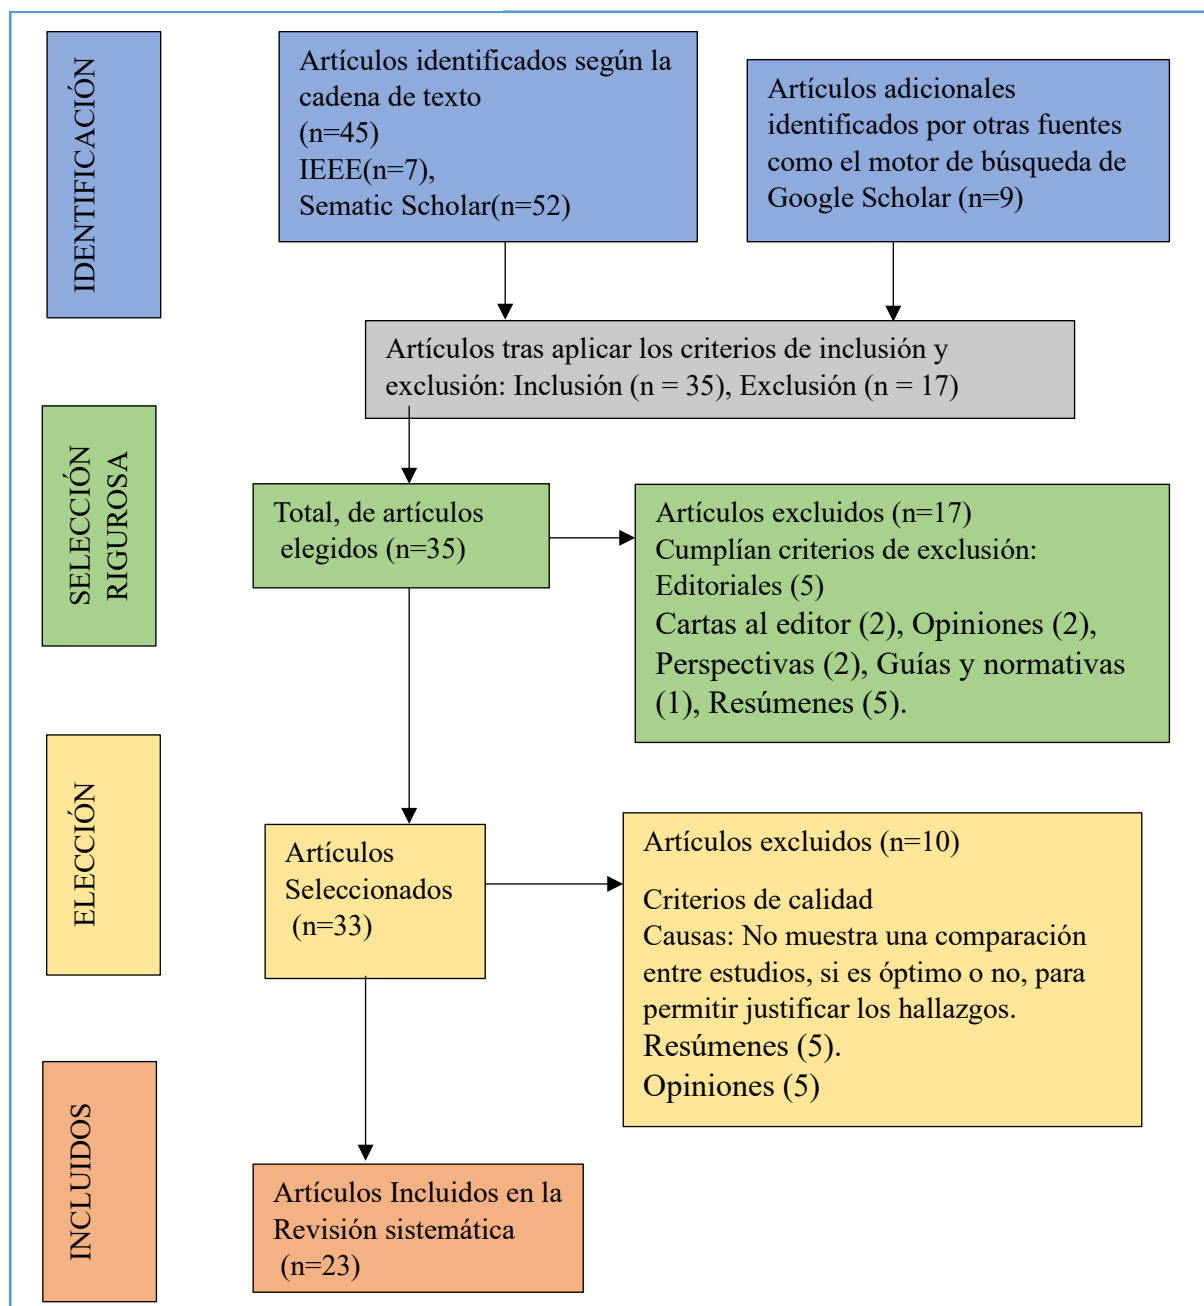 IDENTIFICACIÓN
Artículos identificados según la
cadena de texto
(n=45)
IEEE(n=7),
Sematic Scholar(n=52)
Artículos adicionales
identificados por otras fuentes
como el motor de búsqueda de
Google Scholar (n=9)
Artículos tras aplicar los criterios de inclusión y
exclusión: Inclusión (n = 35), Exclusión (n = 17)
SELECCIÓN
RIGUROSA
Total, de artículos
elegidos (n=35)
Artículos excluidos (n=17)
Cumplían criterios de exclusión:
Editoriales (5)
Cartas al editor (2), Opiniones (2),
Perspectivas (2), Guías y normativas
(1), Resúmenes (5).
ELECCIÓN
Artículos
Seleccionados
(n=33)
Artículos excluidos (n=10)
Criterios de calidad
Causas: No muestra una comparación
entre estudios, si es óptimo o no, para
permitir justificar los hallazgos.
Resúmenes (5).
Opiniones (5)
INCLUIDOS
Artículos Incluidos en la
Revisión sistemática
(n=23)